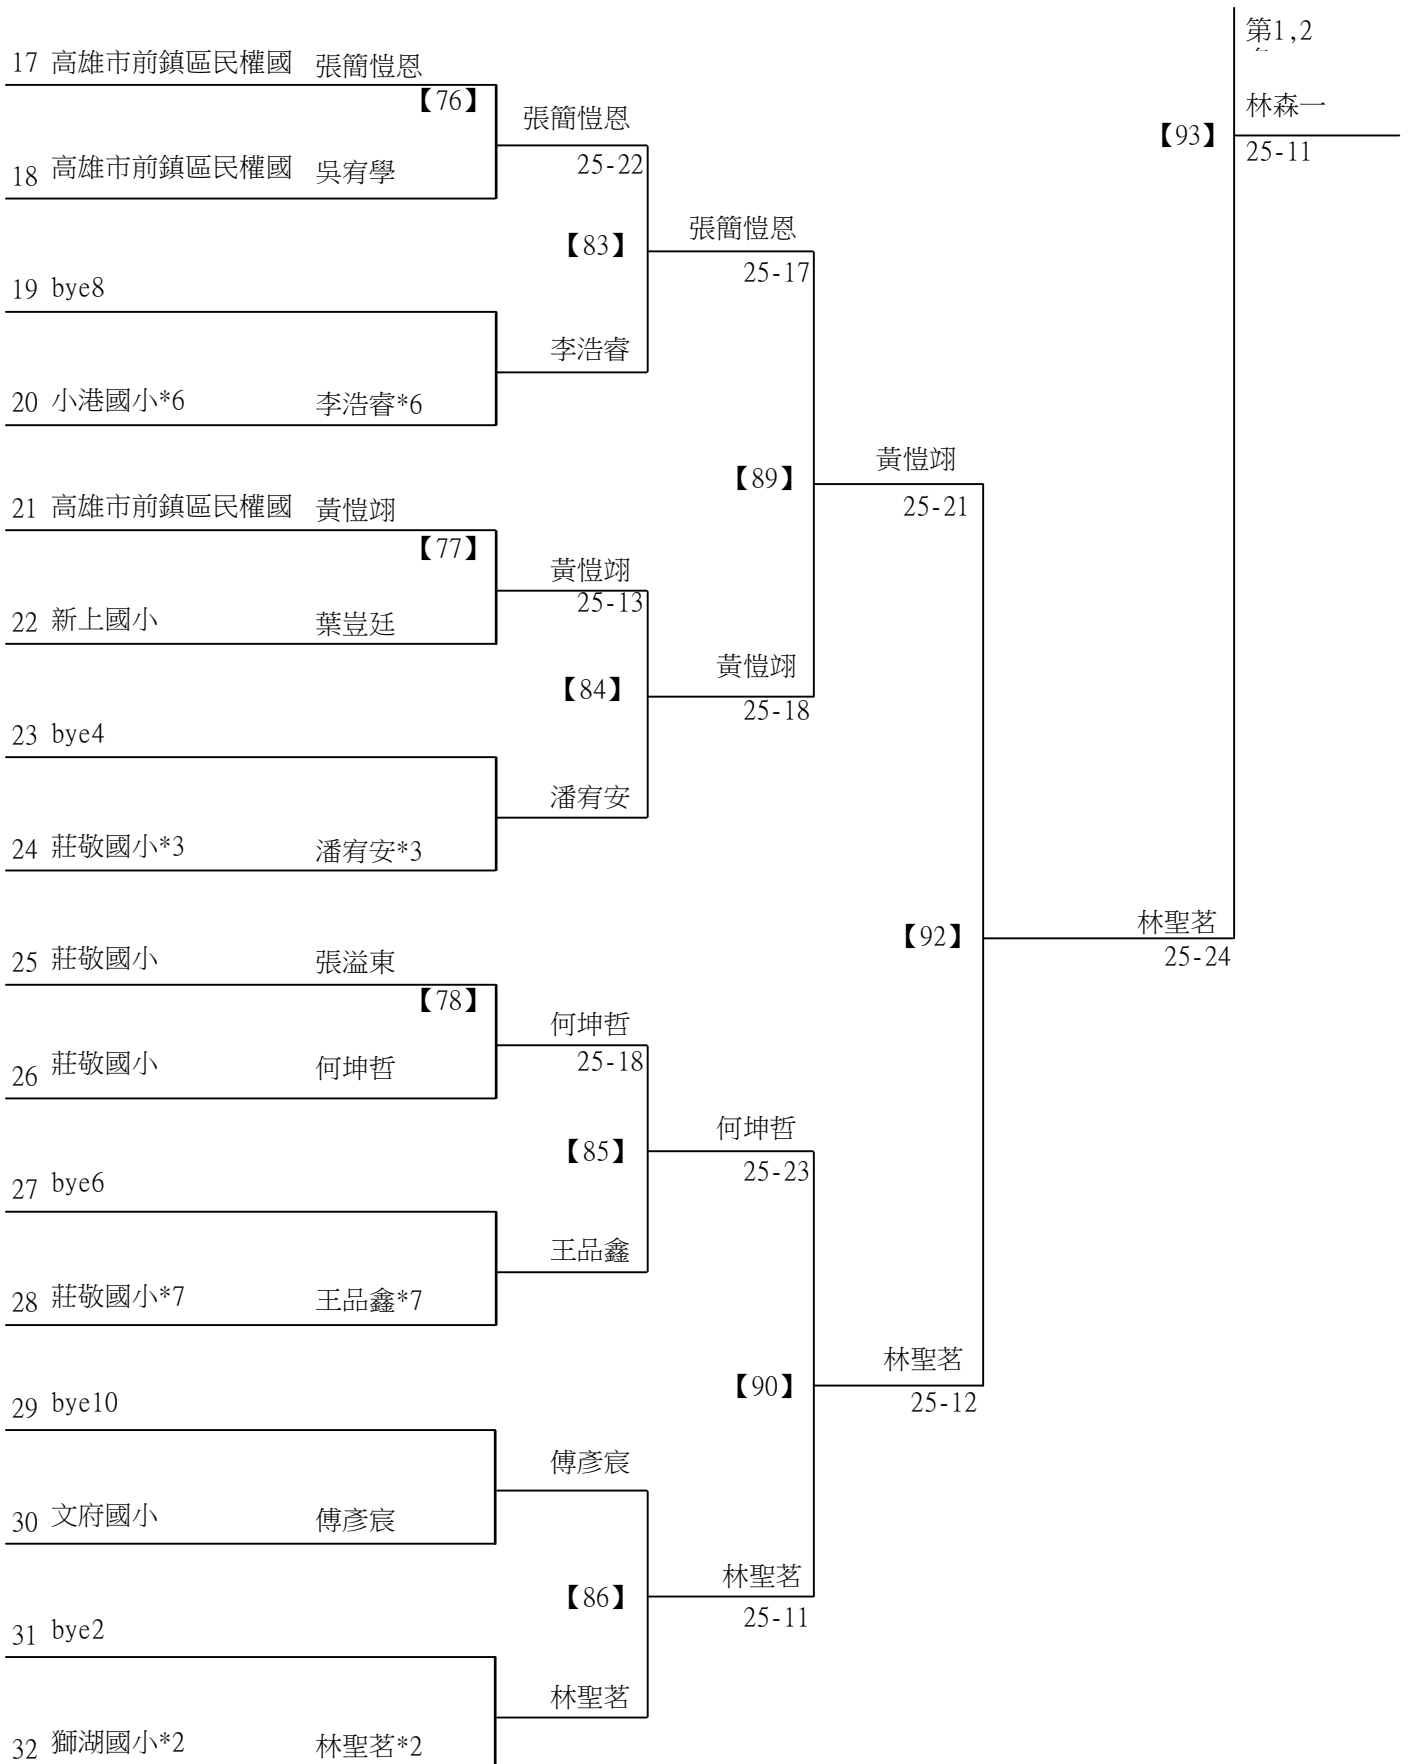 第1,2
17 高雄市前鎮區民權國 張簡愷恩
【76】
張簡愷恩
25-22
林森一
【93】
25-11
18 高雄市前鎮區民權國 吳宥學
【83】
張簡愷恩
25-17
19 bye8
李浩睿
20 小港國小*6 李浩睿*6
【89】
黃愷翊
25-21
21 高雄市前鎮區民權國 黃愷翊
【77】
黃愷翊
25-13
22 新上國小 葉豈廷
【84】
黃愷翊
25-18
23 bye4
潘宥安
24 莊敬國小*3 潘宥安*3
【92】
林聖茗
25-24
25 莊敬國小 張溢東
【78】
何坤哲
25-18
26 莊敬國小 何坤哲
【85】
何坤哲
25-23
27 bye6
王品鑫
28 莊敬國小*7 王品鑫*7
【90】
林聖茗
25-12
29 bye10
傅彥宸
30 文府國小 傅彥宸
【86】
林聖茗
25-11
31 bye2
林聖茗
32 獅湖國小*2 林聖茗*2